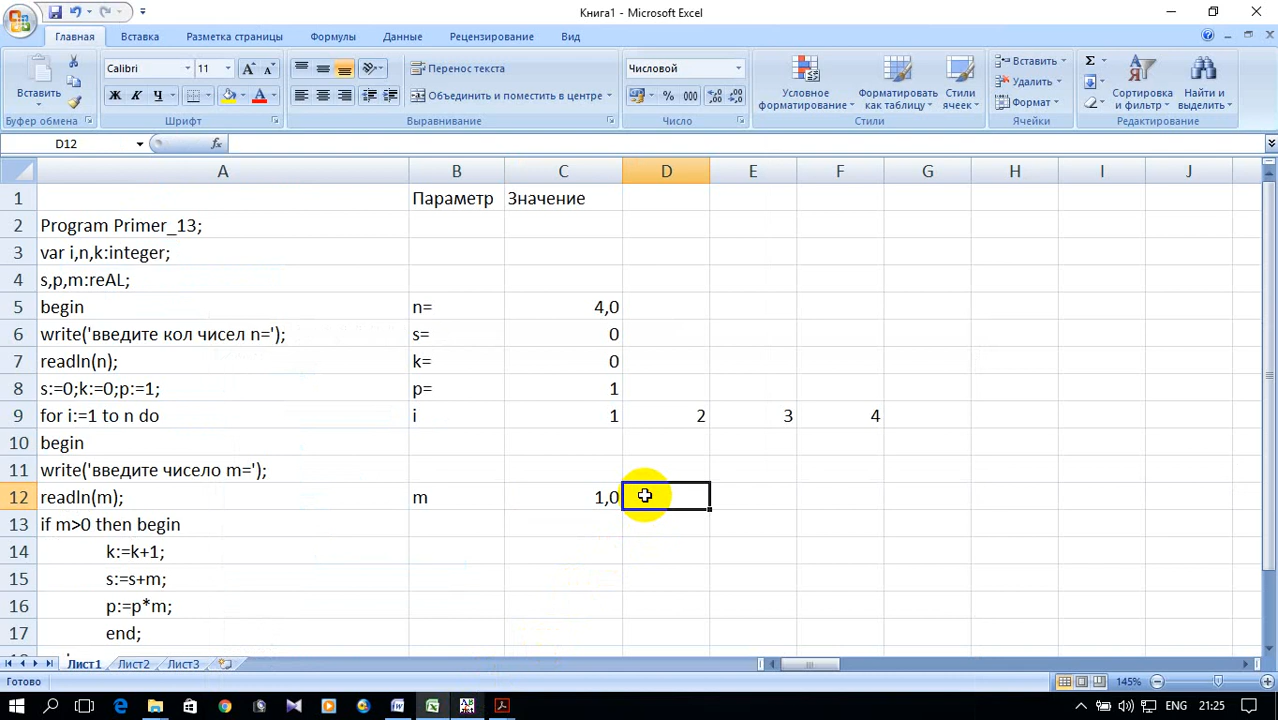 Книга1 - Microsoft Excel
Главная Вставка Разметка страницы Формулы Данные Рецензирование Вид
Вставить
Calibri 11
Ж К Ч
Перенос текста
Объединить и поместить в центре
Числовой
% 000
Условное форматирование
Форматировать как таблицу
Стили ячеек
Вставить
Удалить
Формат
Σ
Сортировка и фильтр
Найти и выделить
Буфер обмена Шрифт Выравнивание Число Стили Ячейки Редактирование
D12 fx
A B C D E F G H I J
1 Параметр Значение
2 Program Primer_13;
3 var i,n,k:integer;
4 s,p,m:reAL;
5 begin n= 4,0
6 write('введите кол чисел n='); s= 0
7 readln(n); k= 0
8 s:=0;k:=0;p:=1; p= 1
9 for i:=1 to n do i 1 2 3 4
10 begin
11 write('введите чисело m=');
12 readln(m); m 1,0
13 if m>0 then begin
14 k:=k+1;
15 s:=s+m;
16 p:=p*m;
17 end;
Лист1 Лист2 Лист3
Готово 145%
ENG 21:25